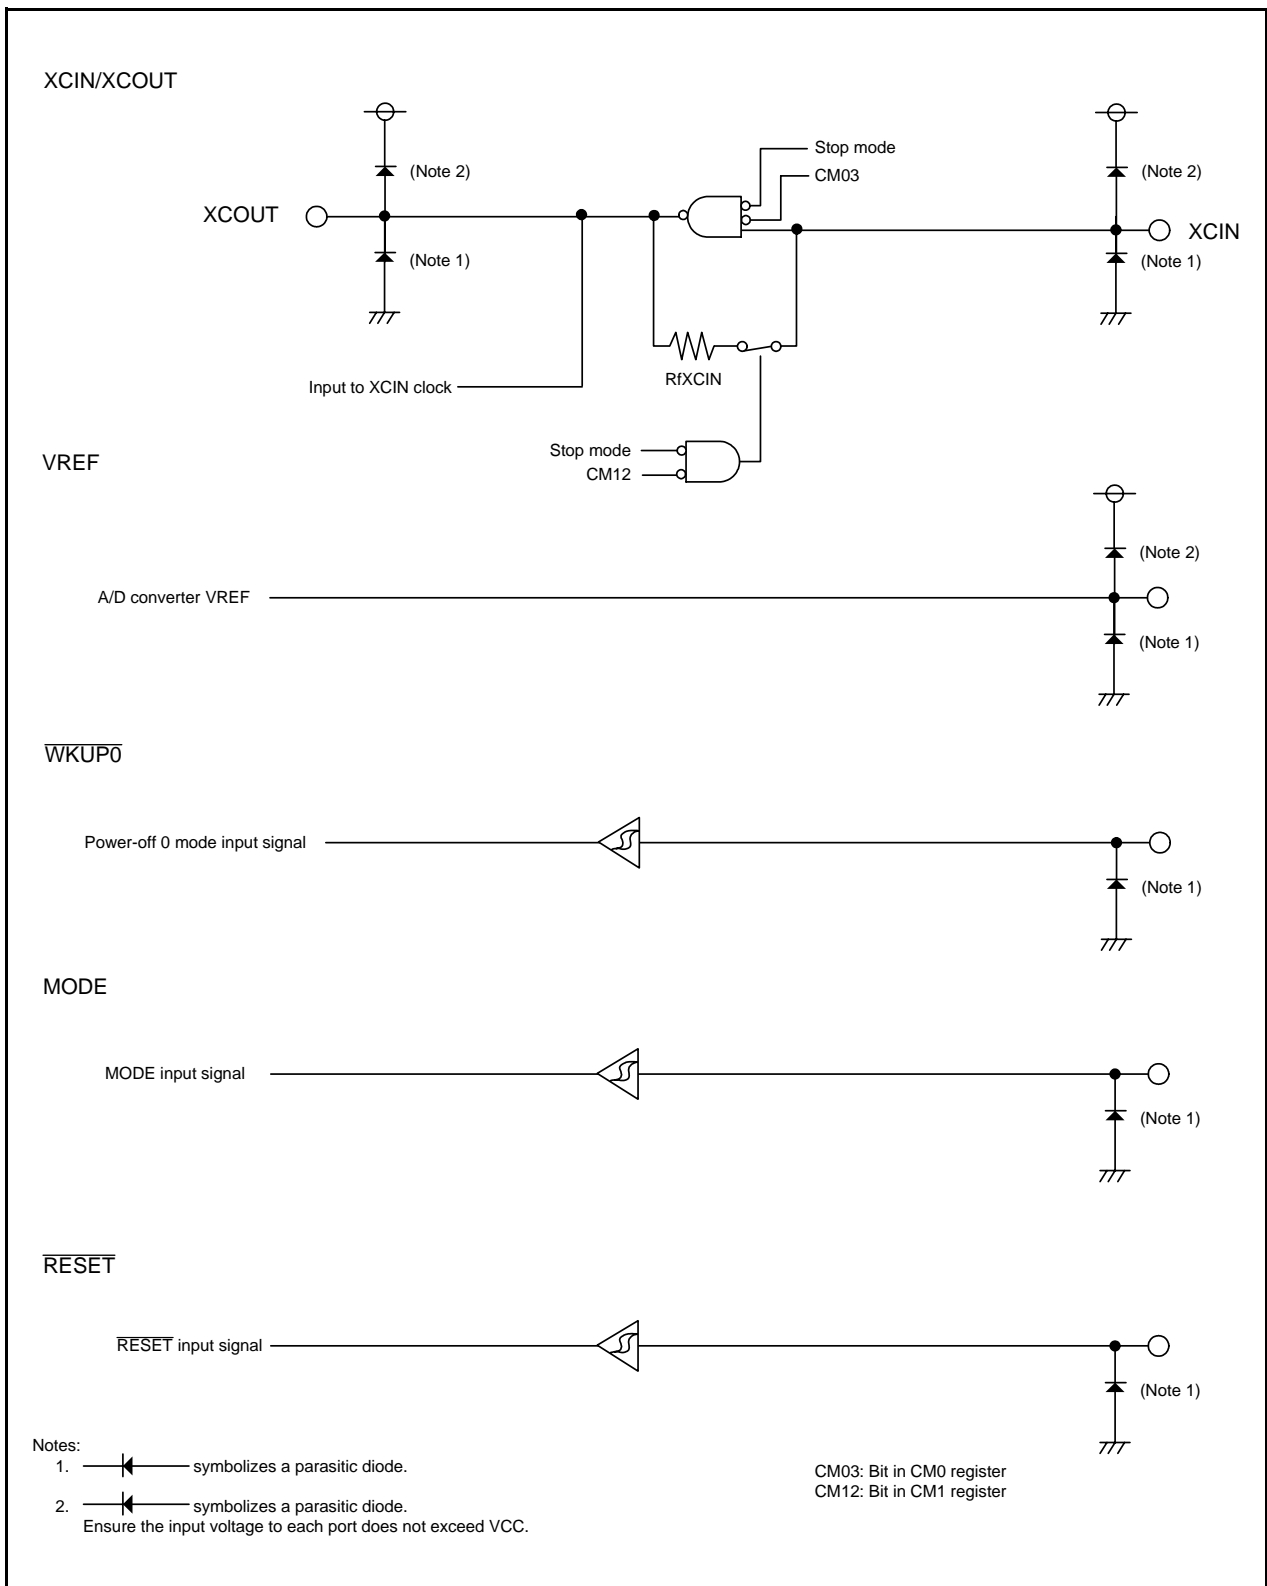 XCIN/XCOUT
Stop mode
CM03
(Note 2)
(Note 2)
XCOUT
XCIN
(Note 1)
(Note 1)
RfXCIN
Input to XCIN clock
Stop mode
CM12
VREF
(Note 2)
A/D converter VREF
(Note 1)
WKUP0
Power-off 0 mode input signal
(Note 1)
MODE
MODE input signal
(Note 1)
RESET
RESET input signal
(Note 1)
Notes:
1. symbolizes a parasitic diode.
2. symbolizes a parasitic diode.
Ensure the input voltage to each port does not exceed VCC.
CM03: Bit in CM0 register
CM12: Bit in CM1 register